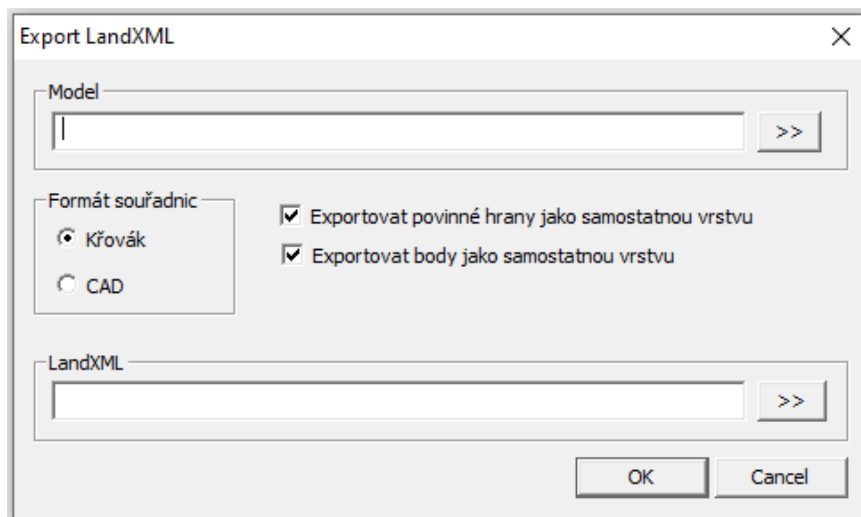 Export LandXML
Model
>>
Formát souřadnic
Křovák
CAD
Exportovat povinné hrany jako samostatnou vrstvu
Exportovat body jako samostatnou vrstvu
LandXML
>>
OK
Cancel